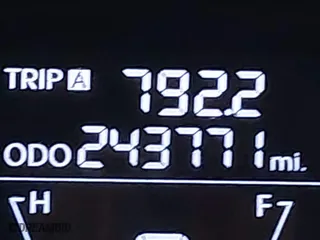 TRIP A 792.2
ODO 243771 mi.
H F